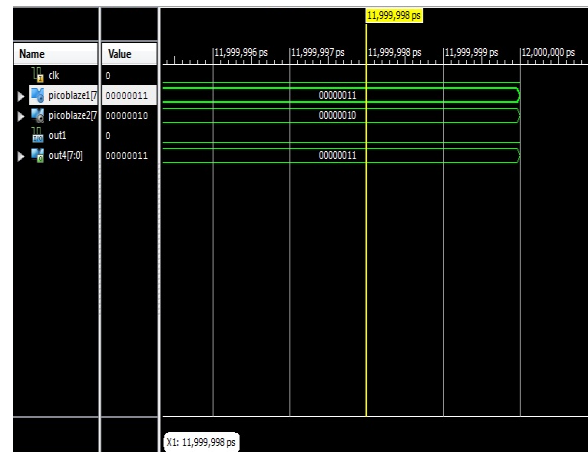 11,999,998 ps
Name Value
11,999,996 ps 11,999,997 ps 11,999,998 ps 11,999,999 ps 12,000,000 ps
clk 0
picoblaze1[7 00000011 00000011
picoblaze2[7 00000010 00000010
out1 0
out4[7:0] 00000011 00000011
X1: 11,999,998 ps